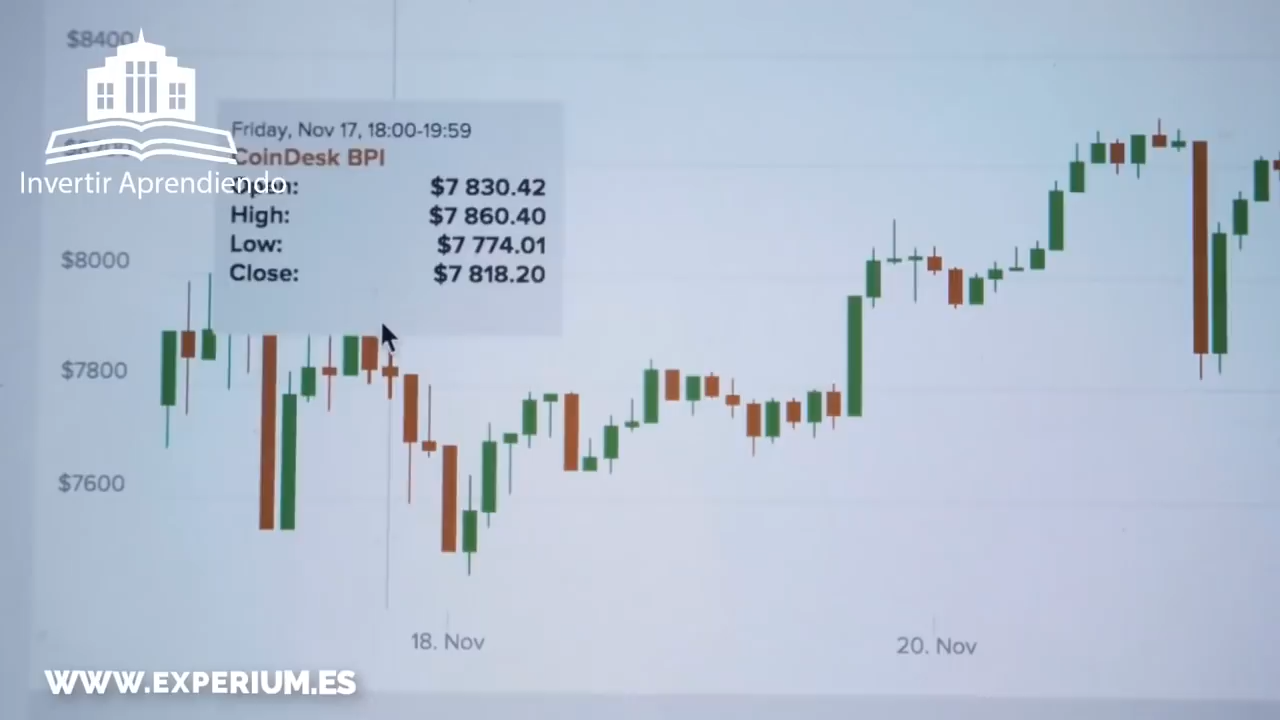 $8400
Invertir Aprendiendo
Friday, Nov 17, 18:00-19:59
CoinDesk BPI
Open: $7 830.42
High: $7 860.40
Low: $7 774.01
Close: $7 818.20
$8000
$7800
$7600
18. Nov
20. Nov
WWW.EXPERIUM.ES